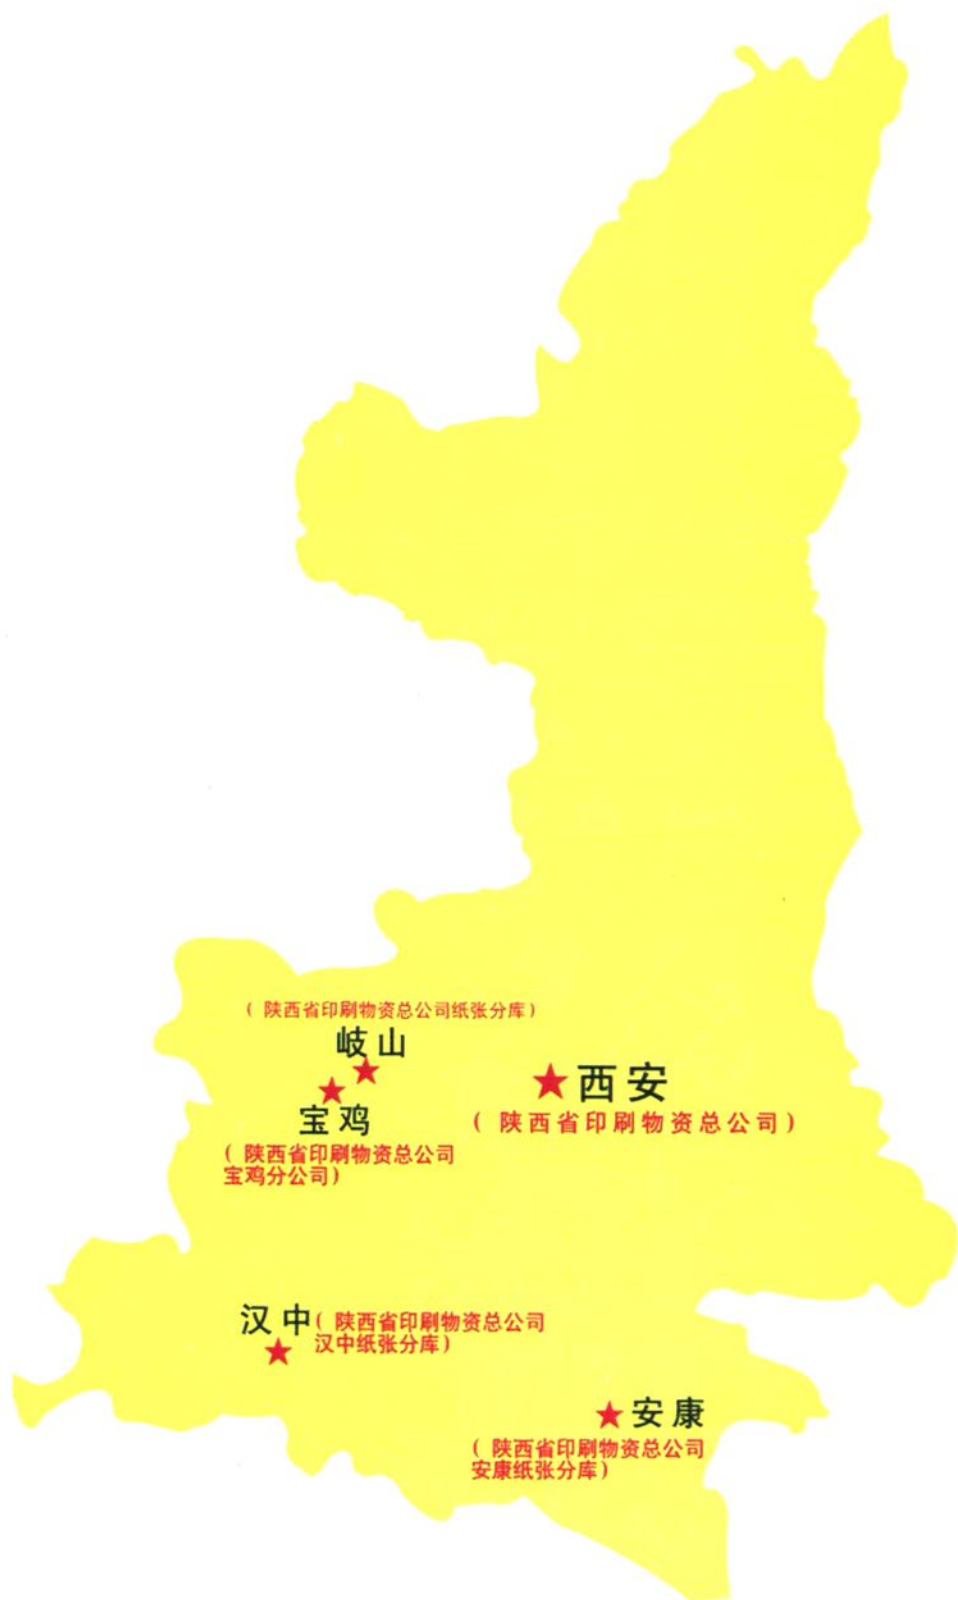 ( 陕西省印刷物资总公司纸张分库)
岐山
宝鸡
( 陕西省印刷物资总公司
宝鸡分公司)
西安
( 陕西省印刷物资总公司)
汉中
( 陕西省印刷物资总公司
汉中纸张分库)
安康
( 陕西省印刷物资总公司
安康纸张分库)